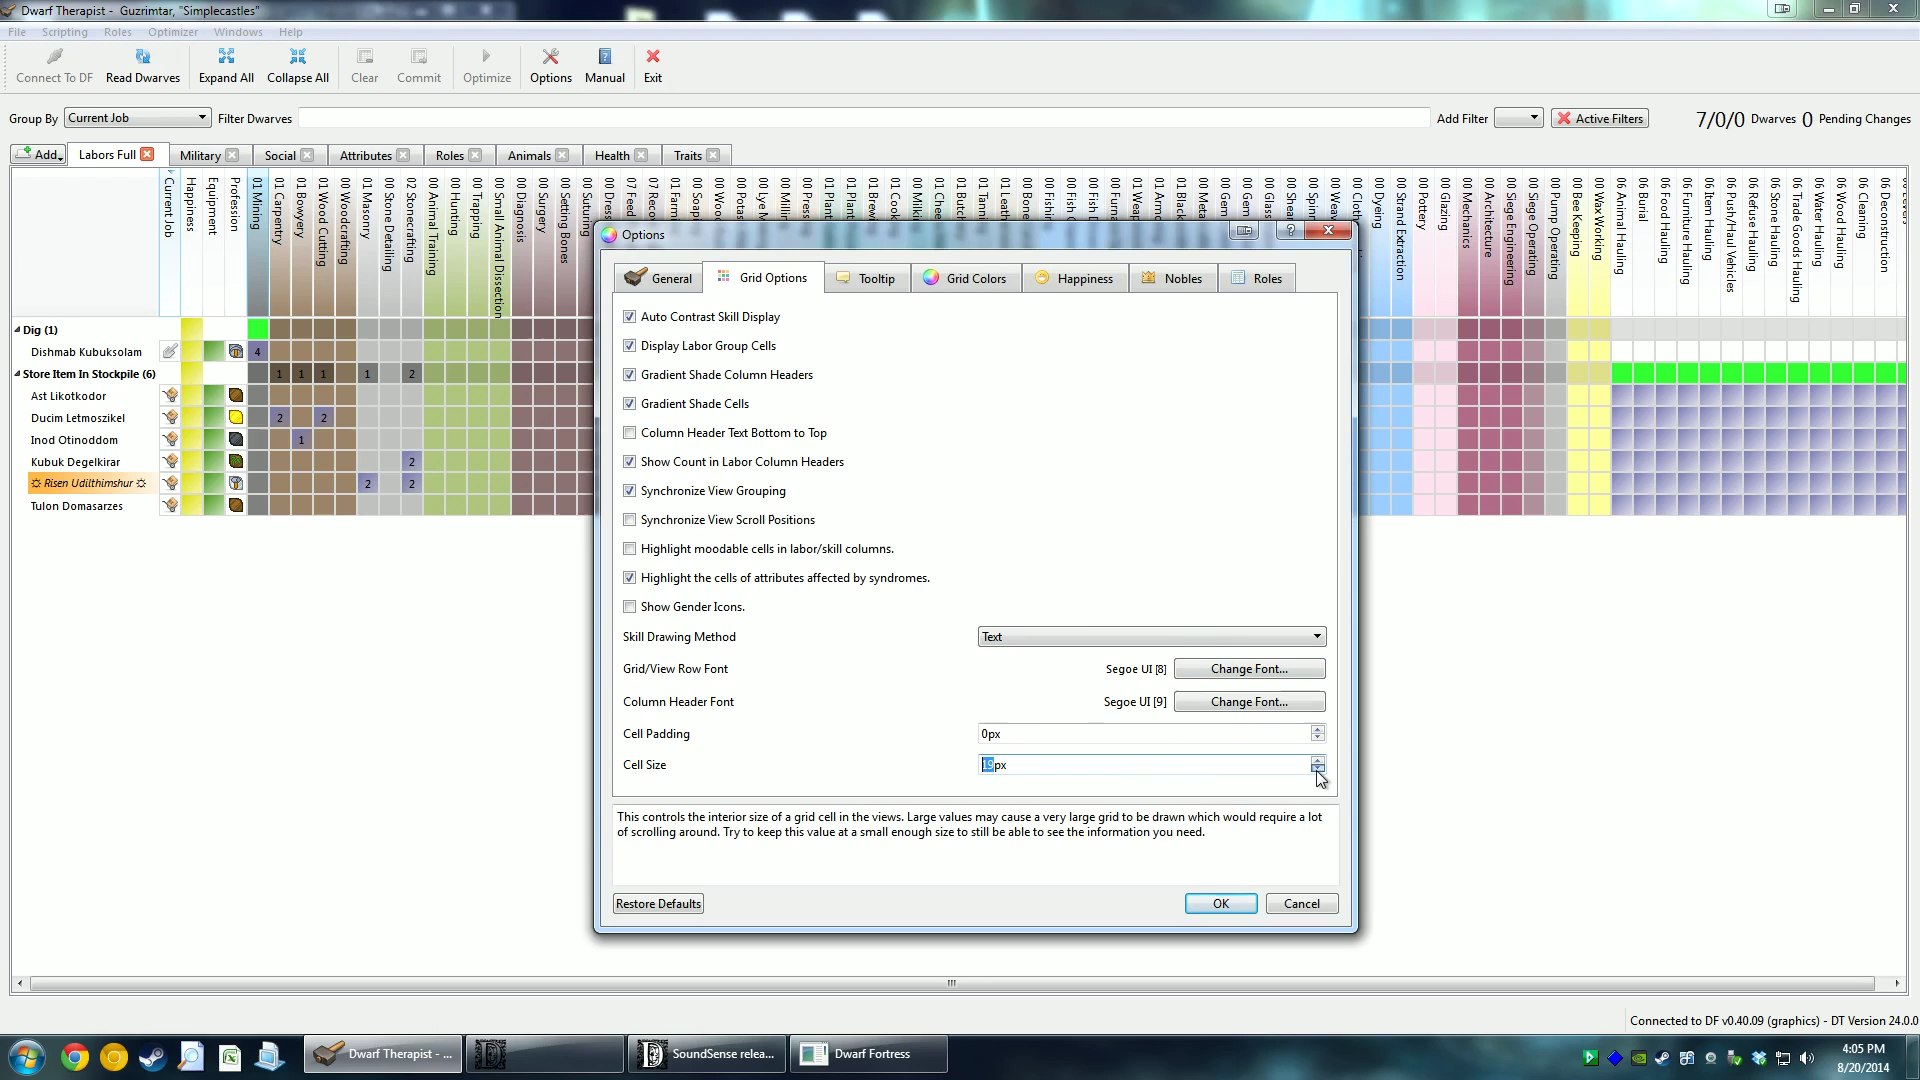 Dwarf Therapist - Guzrimtar, "Simplecastles"
File Scripting Roles Optimizer Windows Help
Connect To DF Read Dwarves Expand All Collapse All Clear Commit Optimize Options Manual Exit
Group By Current Job Filter Dwarves Add Filter Active Filters 7/0/0 Dwarves 0 Pending Changes
Add Labors Full Military Social Attributes Roles Animals Health Traits
Current Job
Happiness
Equipment
Profession
01 Mining
01 Carpentry
01 Bowyery
01 Wood Cutting
00 Woodcrafting
01 Masonry
00 Stone Detailing
02 Stonecrafting
00 Animal Training
00 Hunting
00 Trapping
00 Small Animal Dissection
00 Diagnosis
00 Surgery
00 Setting Bones
00 Suturing
00 Strand Extraction
00 Dyeing
00 Pottery
00 Glazing
00 Mechanics
00 Architecture
00 Siege Engineering
00 Siege Operating
00 Pump Operating
00 Bee Keeping
00 Wax Working
06 Animal Hauling
06 Burial
06 Food Hauling
06 Furniture Hauling
06 Item Hauling
06 Push/Haul Vehicles
06 Refuse Hauling
06 Stone Hauling
06 Trade Goods Hauling
06 Water Hauling
06 Wood Hauling
06 Cleaning
06 Deconstruction
Dig (1)
Dishmab Kubuksolam 4
Store Item In Stockpile (6) 1 1 1 1 2
Ast Likotkodor
Ducim Letmoszikel 2 2
Inod Otinoddom 1
Kubuk Degelkirar 2
Risen Udilthimshur 2 2
Tulon Domasarzes
Options
General Grid Options Tooltip Grid Colors Happiness Nobles Roles
Auto Contrast Skill Display
Display Labor Group Cells
Gradient Shade Column Headers
Gradient Shade Cells
Column Header Text Bottom to Top
Show Count in Labor Column Headers
Synchronize View Grouping
Synchronize View Scroll Positions
Highlight moodable cells in labor/skill columns.
Highlight the cells of attributes affected by syndromes.
Show Gender Icons.
Skill Drawing Method Text
Grid/View Row Font Segoe UI [8] Change Font...
Column Header Font Segoe UI [9] Change Font...
Cell Padding 0px
Cell Size 19px
This controls the interior size of a grid cell in the views. Large values may cause a very large grid to be drawn which would require a lot
of scrolling around. Try to keep this value at a small enough size to still be able to see the information you need.
Restore Defaults OK Cancel
Connected to DF v0.40.09 (graphics) - DT Version 24.0.0
Dwarf Therapist - ... SoundSense relea... Dwarf Fortress
4:05 PM
8/20/2014